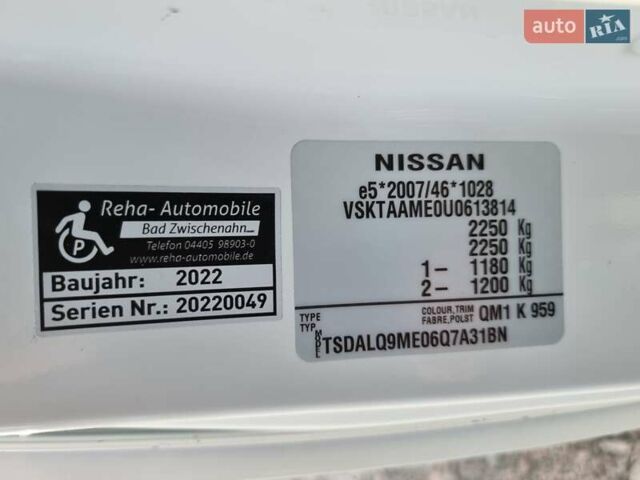 auto RIA.com
Reha- Automobile
Bad Zwischenahn...
Telefon 04405 98903-0
www.reha-automobile.de
P
Baujahr: 2022
Serien Nr.: 20220049
NISSAN
e5*2007/46*1028
VSKTAAME0U0613814
2250 Kg
2250 Kg
1– 1180 Kg
2– 1200 Kg
TYPE
TYP.
COLOUR,TRIM
FABRE,POLST
QM1 K 959
MODEL
TSDALQ9ME06Q7A31BN